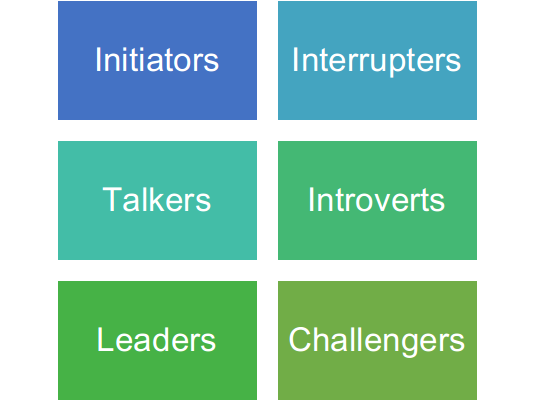 Initiators
Interrupters
Talkers
Introverts
Leaders
Challengers